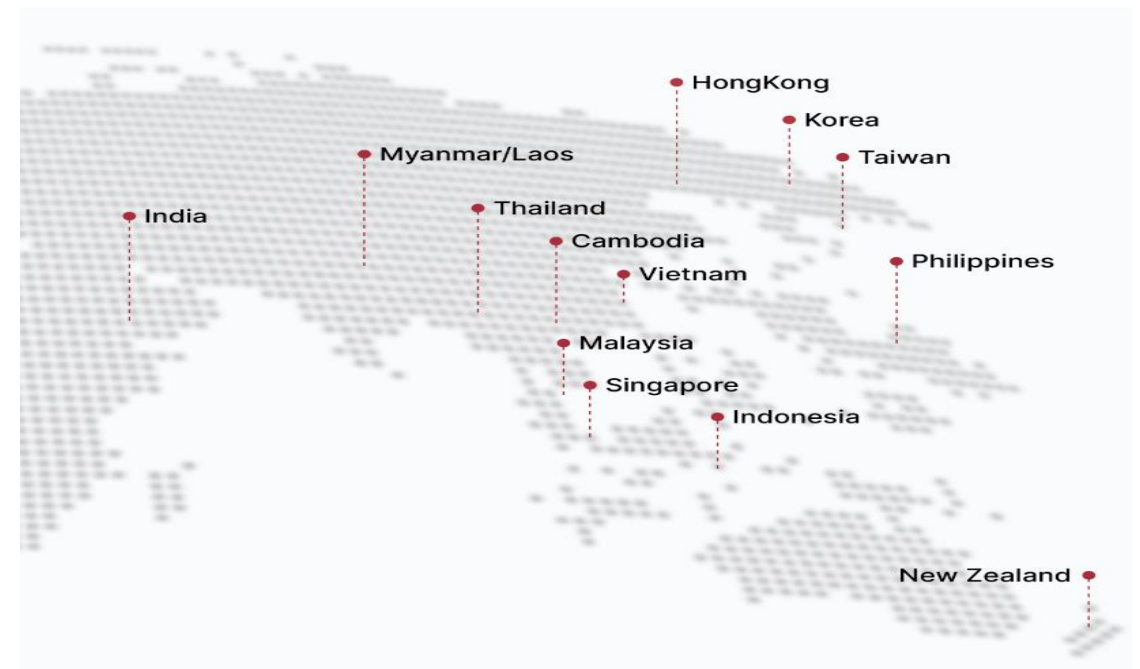 HongKong
Korea
Myanmar/Laos
Taiwan
Thailand
India
Cambodia
Philippines
Vietnam
Malaysia
Singapore
Indonesia
New Zealand